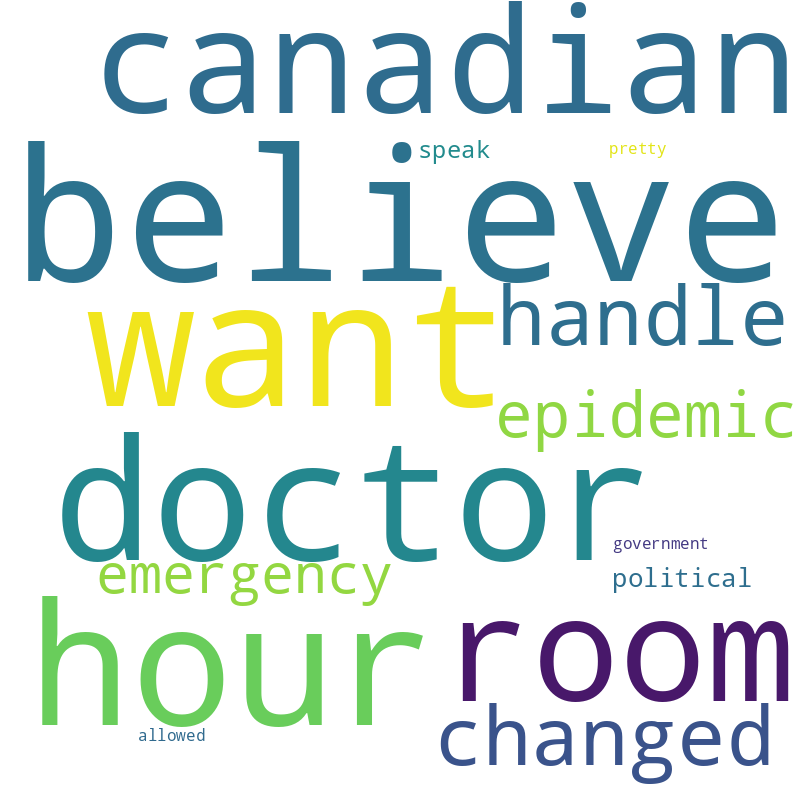 canadian
believe
speak
pretty
want
handle
epidemic
doctor
government
emergency
political
hour
room
changed
allowed